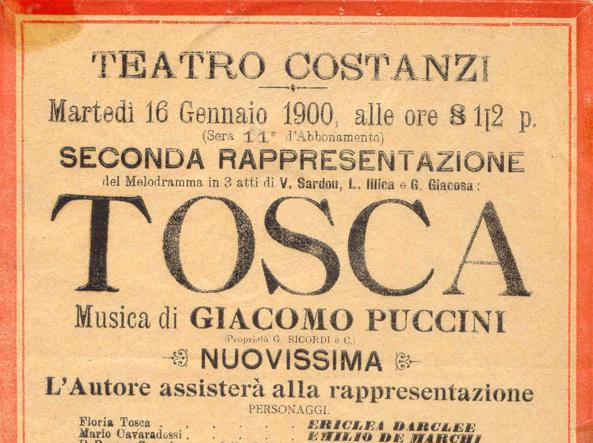 TEATRO COSTANZI
Martedì 16 Gennaio 1900, alle ore 8 1|2 p.
(Sera 11ª d'Abbonamento)
SECONDA RAPPRESENTAZIONE
del Melodramma in 3 atti di V. Sardou, L. Illica e G. Giacosa:
TOSCA
Musica di GIACOMO PUCCINI
(Proprietà G. RICORDI e C.)
NUOVISSIMA
L'Autore assisterà alla rappresentazione
PERSONAGGI.
Floria Tosca . . . . . ERICLEA DARCLEE
Mario Cavaradossi . . . . EMILIO DE MARCHI